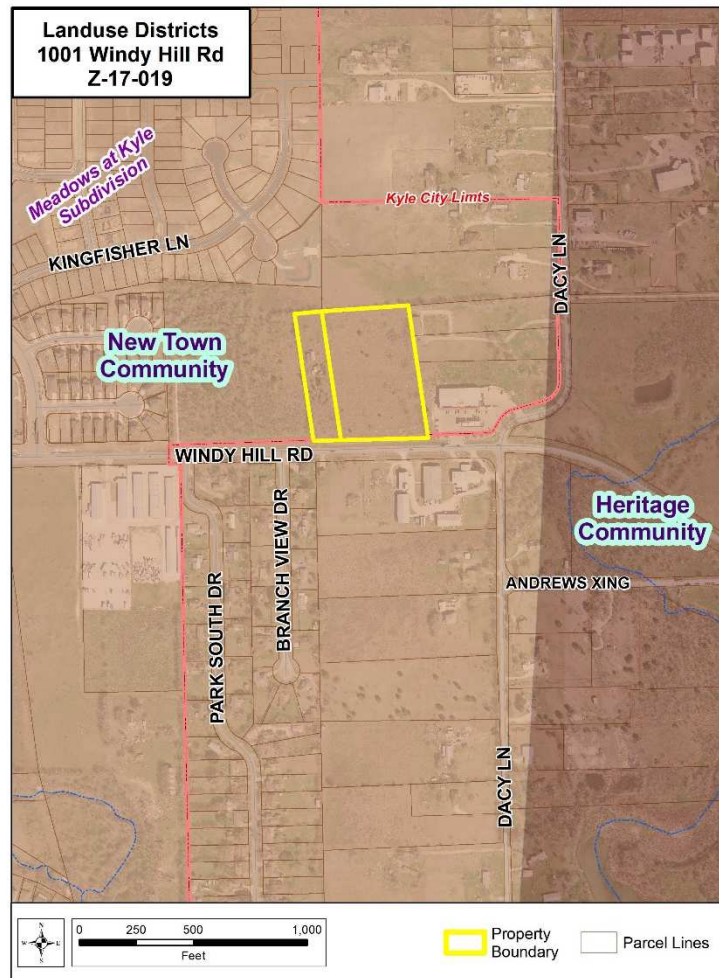 Landuse Districts
1001 Windy Hill Rd
Z-17-019
Meadows at Kyle
Subdivision
Kyle City Limts
KINGFISHER LN
DACY LN
New Town
Community
WINDY HILL RD
Heritage
Community
BRANCH VIEW DR
ANDREWS XING
PARK SOUTH DR
DACY LN
N
W
E
S
0 250 500 1,000
Feet
Property
Boundary
Parcel Lines